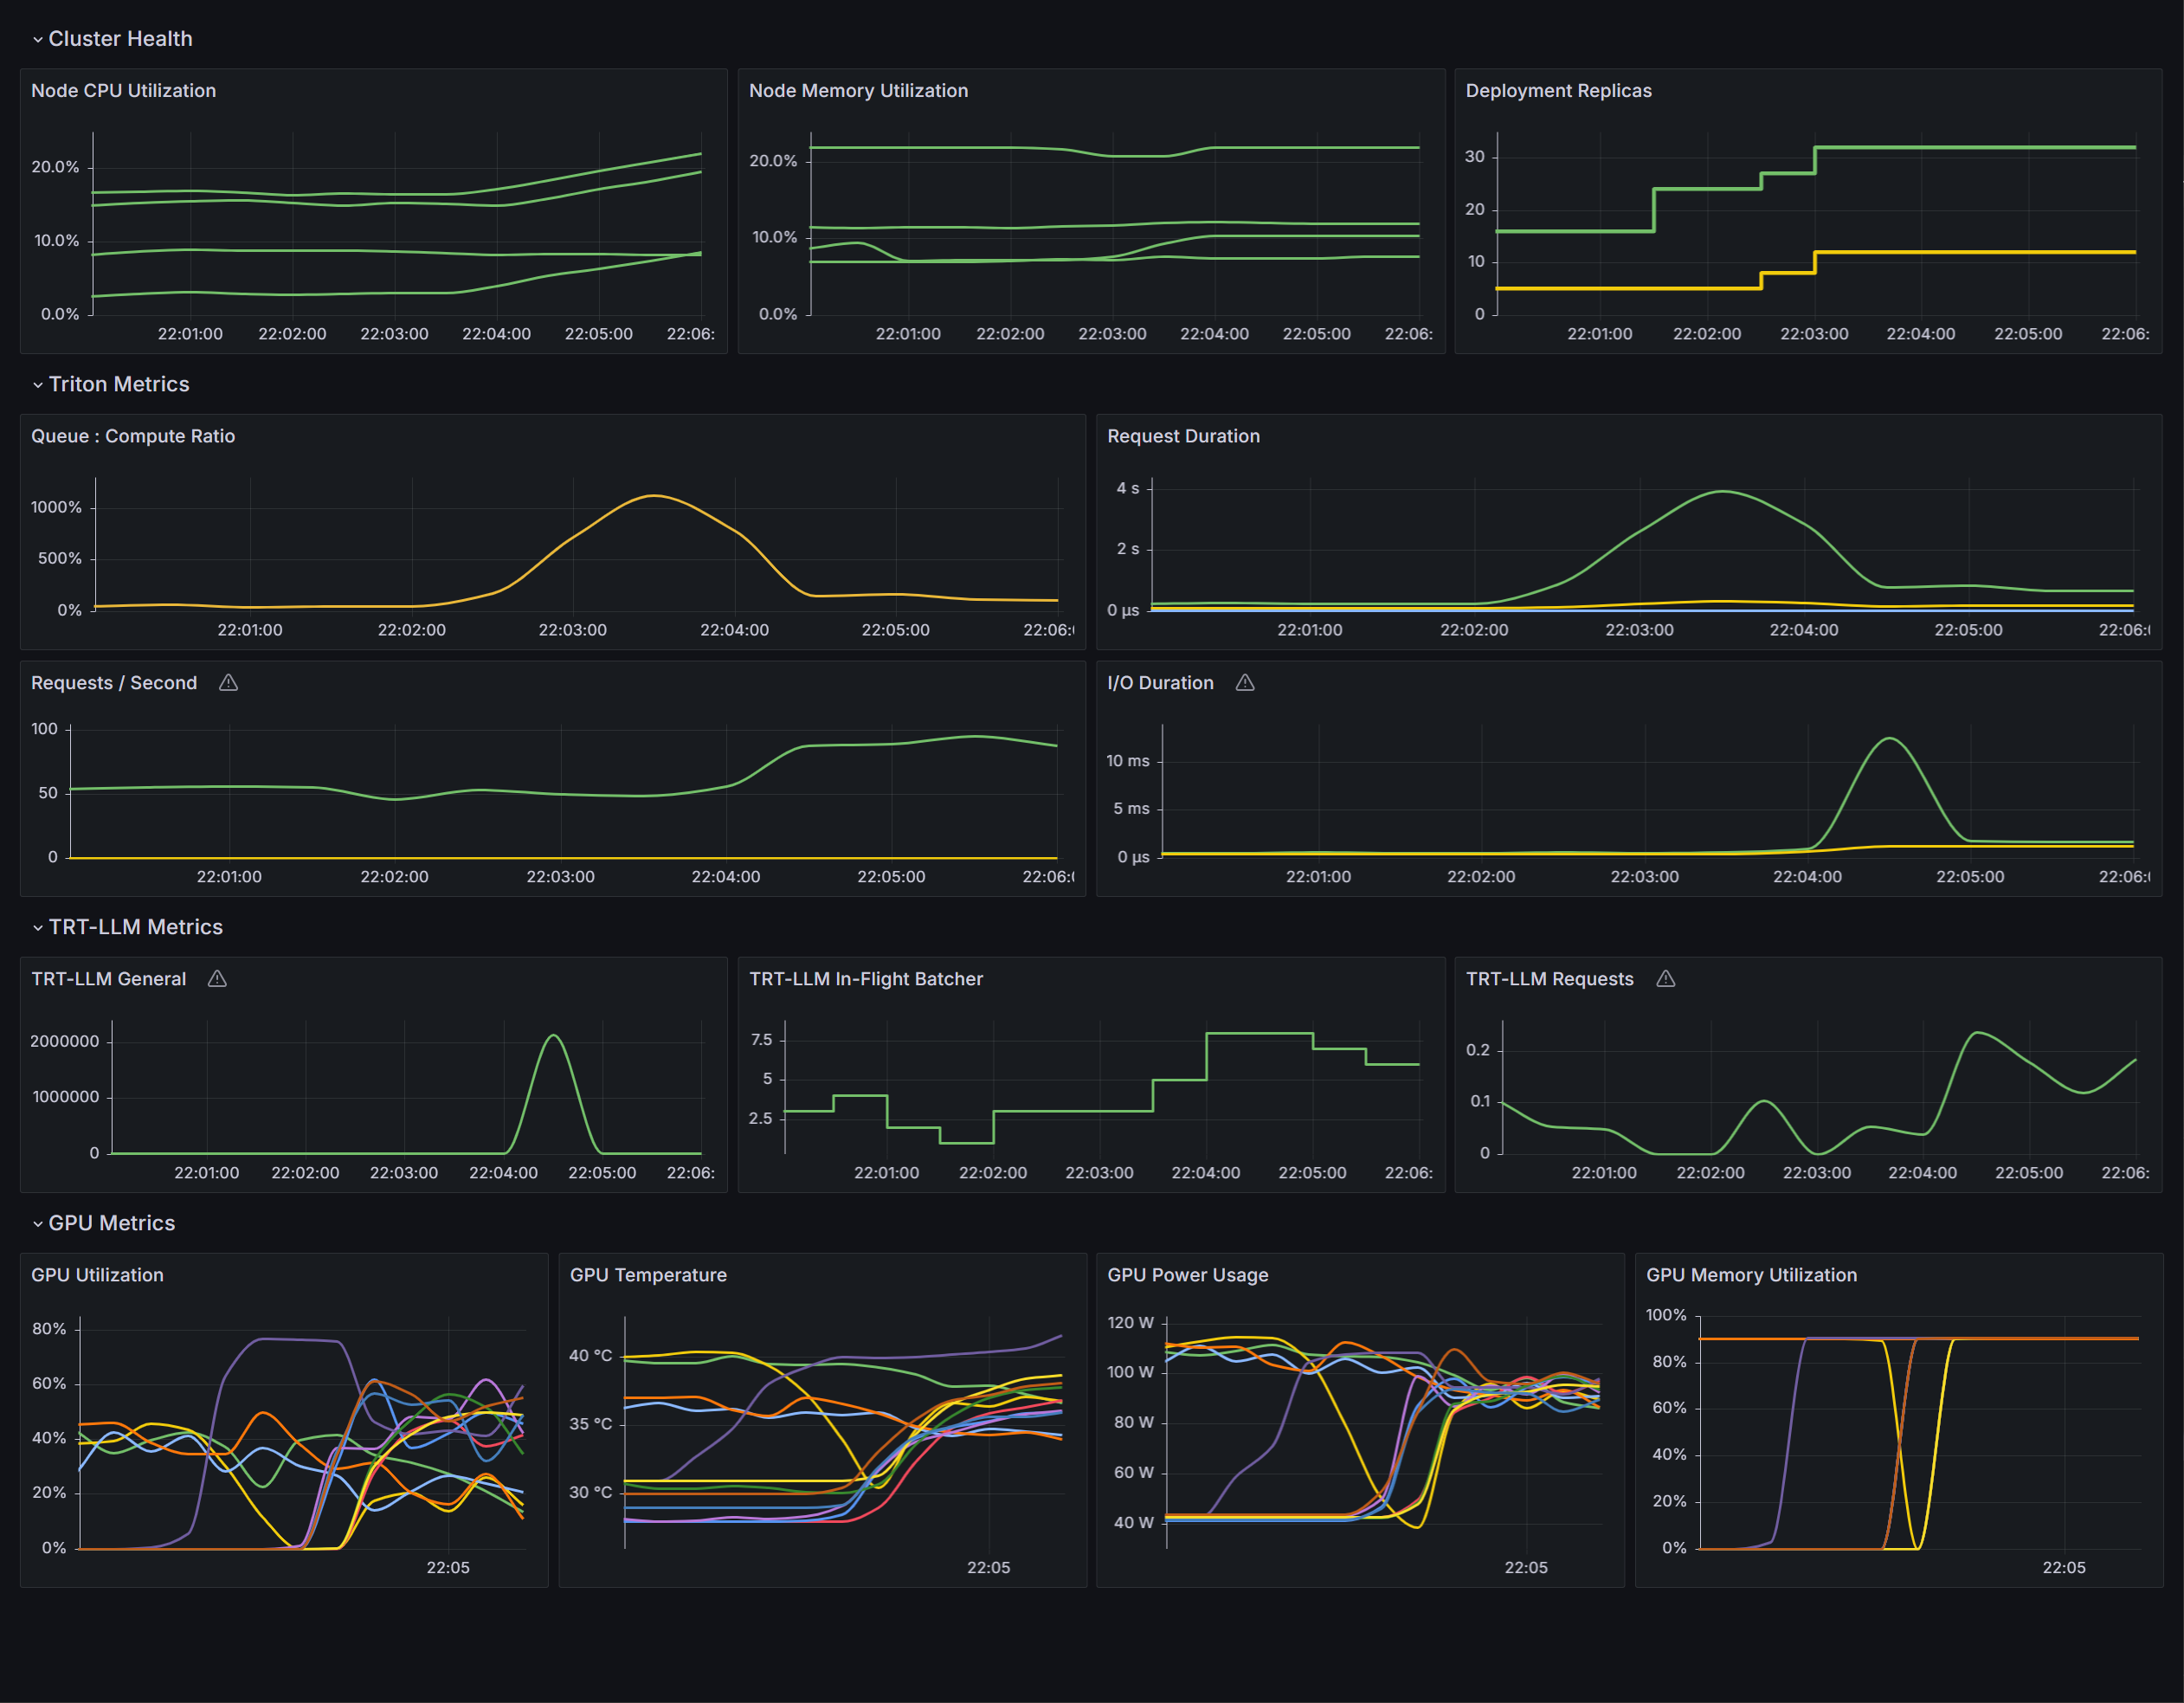 Cluster Health
Node CPU Utilization
20.0%
10.0%
0.0%
22:01:00 22:02:00 22:03:00 22:04:00 22:05:00 22:06:
Node Memory Utilization
20.0%
10.0%
0.0%
22:01:00 22:02:00 22:03:00 22:04:00 22:05:00 22:06:
Deployment Replicas
30
20
10
0
22:01:00 22:02:00 22:03:00 22:04:00 22:05:00 22:06:
Triton Metrics
Queue : Compute Ratio
1000%
500%
0%
22:01:00 22:02:00 22:03:00 22:04:00 22:05:00 22:06:
Request Duration
4 s
2 s
0 µs
22:01:00 22:02:00 22:03:00 22:04:00 22:05:00 22:06:
Requests / Second
100
50
0
22:01:00 22:02:00 22:03:00 22:04:00 22:05:00 22:06:
I/O Duration
10 ms
5 ms
0 µs
22:01:00 22:02:00 22:03:00 22:04:00 22:05:00 22:06:
TRT-LLM Metrics
TRT-LLM General
2000000
1000000
0
22:01:00 22:02:00 22:03:00 22:04:00 22:05:00 22:06:
TRT-LLM In-Flight Batcher
7.5
5
2.5
22:01:00 22:02:00 22:03:00 22:04:00 22:05:00 22:06:
TRT-LLM Requests
0.2
0.1
0
22:01:00 22:02:00 22:03:00 22:04:00 22:05:00 22:06:
GPU Metrics
GPU Utilization
80%
60%
40%
20%
0%
22:05
GPU Temperature
40 °C
35 °C
30 °C
22:05
GPU Power Usage
120 W
100 W
80 W
60 W
40 W
22:05
GPU Memory Utilization
100%
80%
60%
40%
20%
0%
22:05